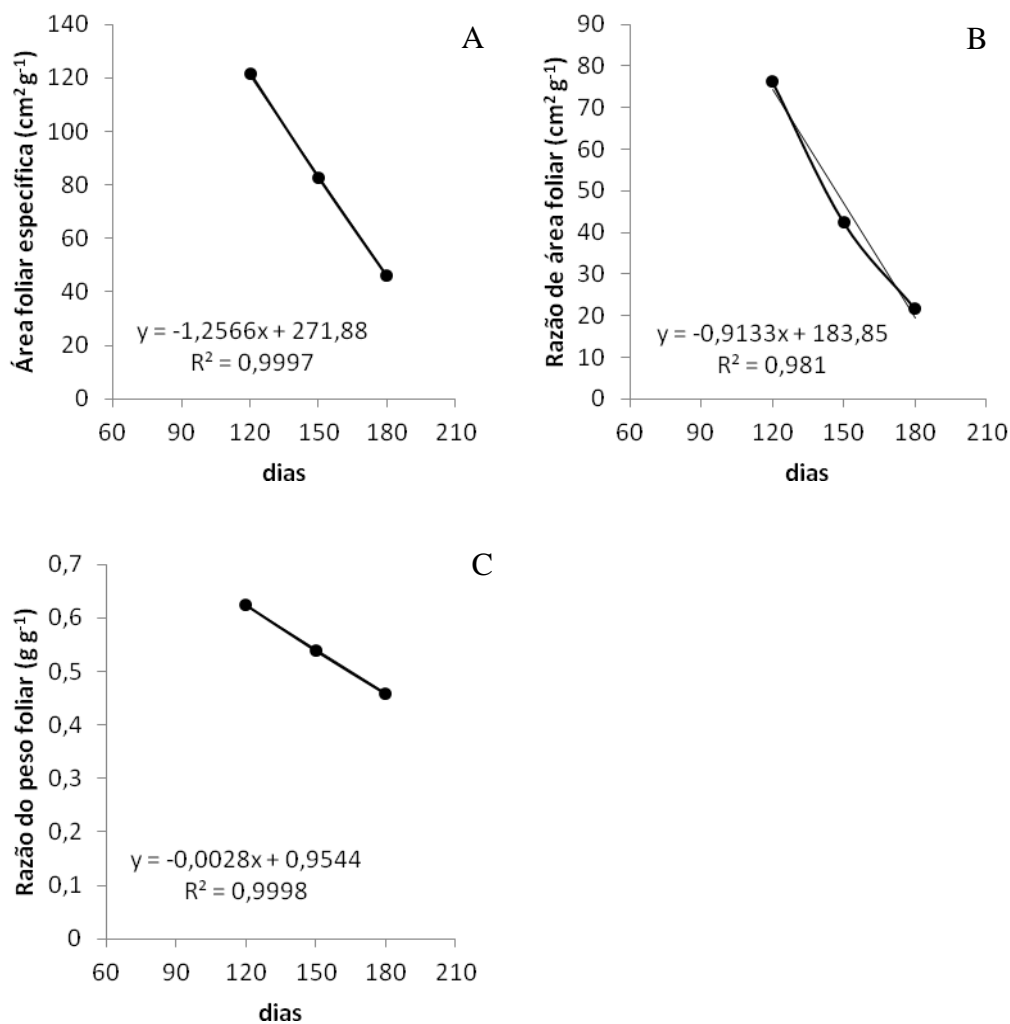 A
Área foliar específica (cm² g⁻¹)
140
120
100
80
60
40
20
0
y = -1,2566x + 271,88
R² = 0,9997
60 90 120 150 180 210
dias
B
Razão de área foliar (cm² g⁻¹)
90
80
70
60
50
40
30
20
10
0
y = -0,9133x + 183,85
R² = 0,981
60 90 120 150 180 210
dias
C
Razão do peso foliar (g g⁻¹)
0,7
0,6
0,5
0,4
0,3
0,2
0,1
0
y = -0,0028x + 0,9544
R² = 0,9998
60 90 120 150 180 210
dias